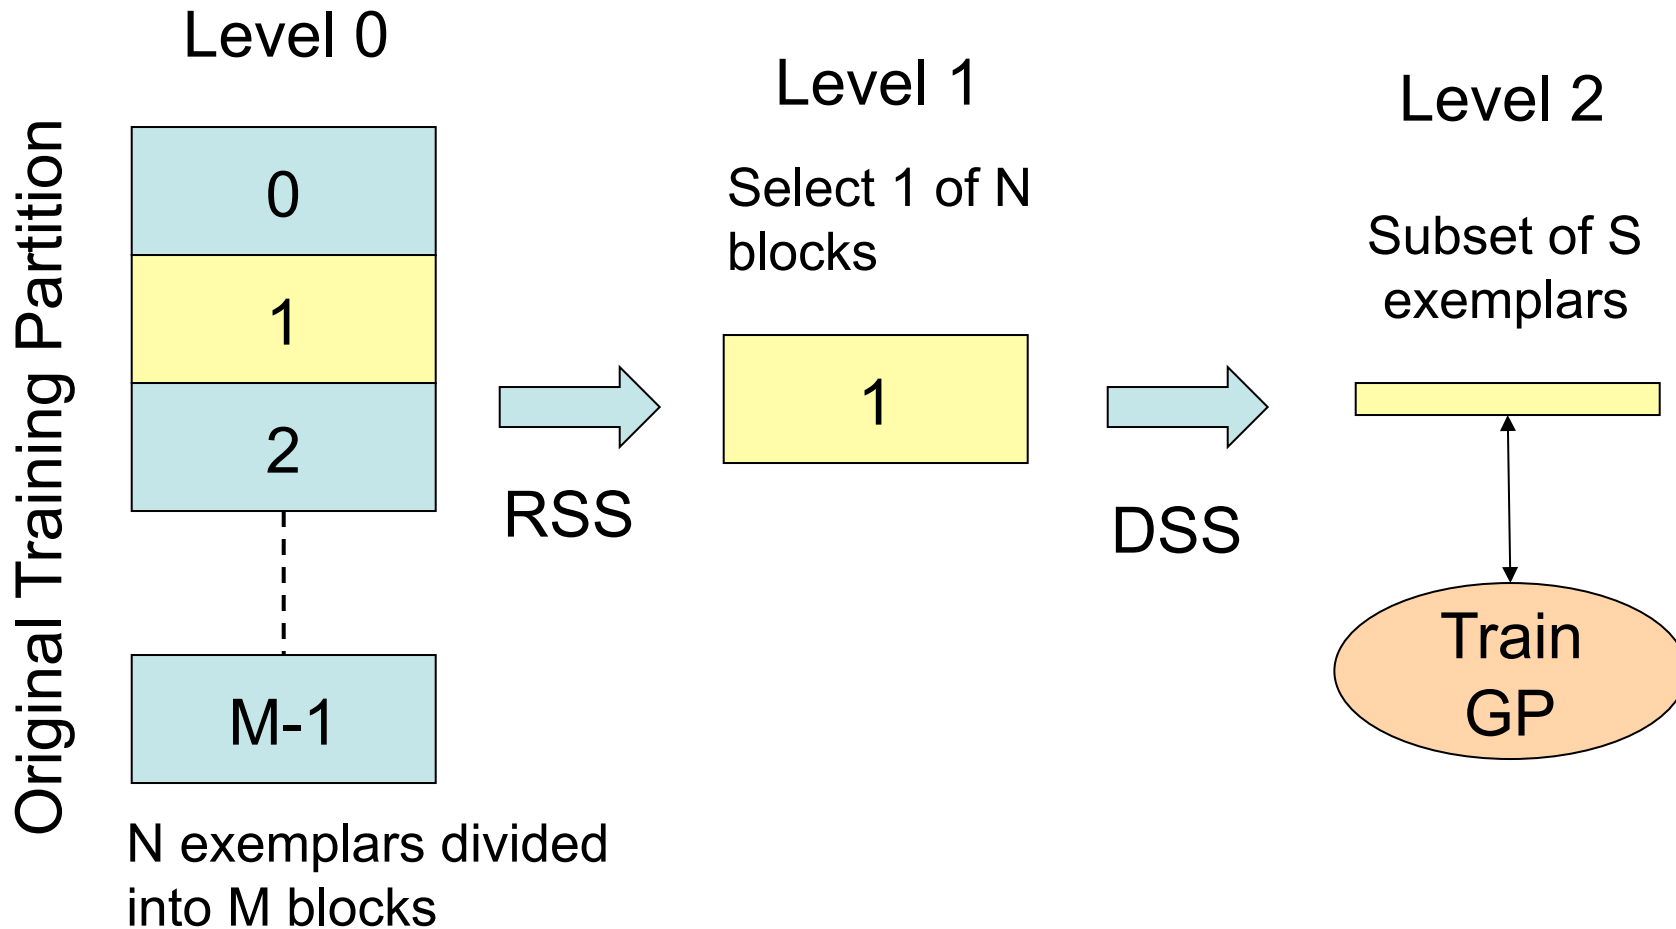 Original Training Partition
Level 0
0
1
2
M-1
N exemplars divided
into M blocks
RSS
Level 1
Select 1 of N
blocks
1
DSS
Level 2
Subset of S
exemplars
Train
GP